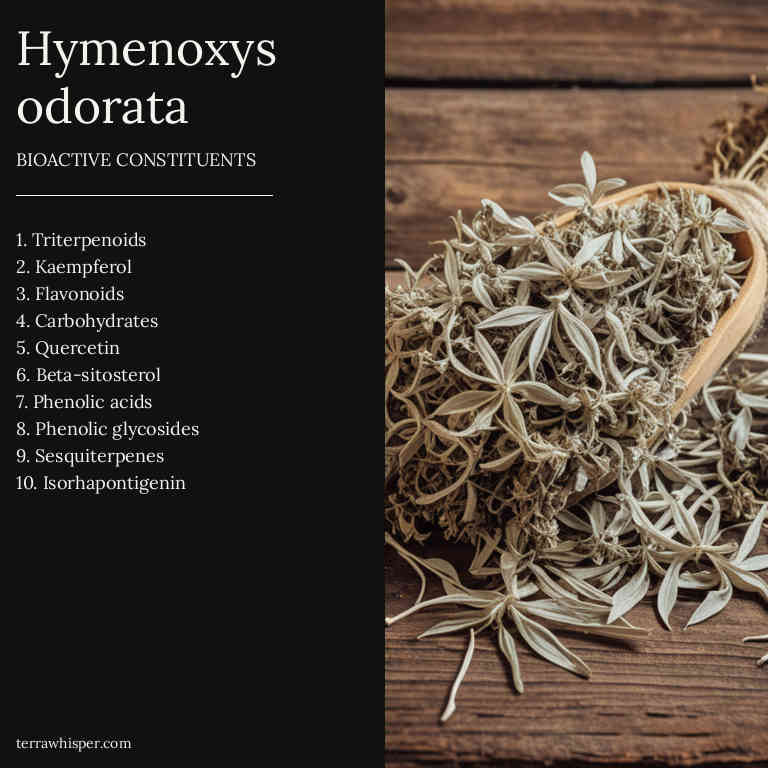 Hymenoxys
odorata
BIOACTIVE CONSTITUENTS
1. Triterpenoids
2. Kaempferol
3. Flavonoids
4. Carbohydrates
5. Quercetin
6. Beta-sitosterol
7. Phenolic acids
8. Phenolic glycosides
9. Sesquiterpenes
10. Isorhapontigenin
terrawhisper.com